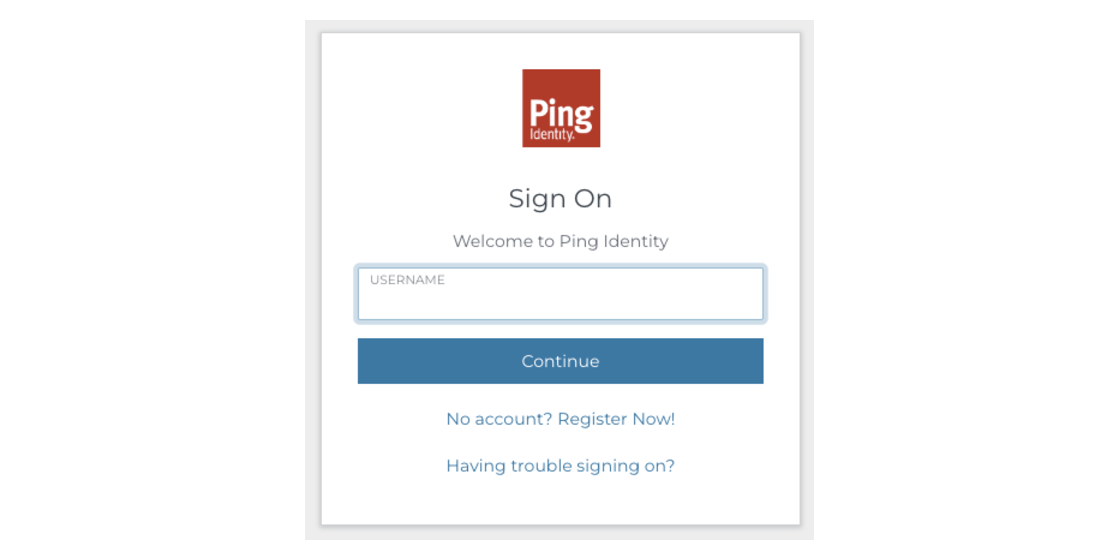 Ping
Identity.
Sign On
Welcome to Ping Identity
USERNAME
Continue
No account? Register Now!
Having trouble signing on?